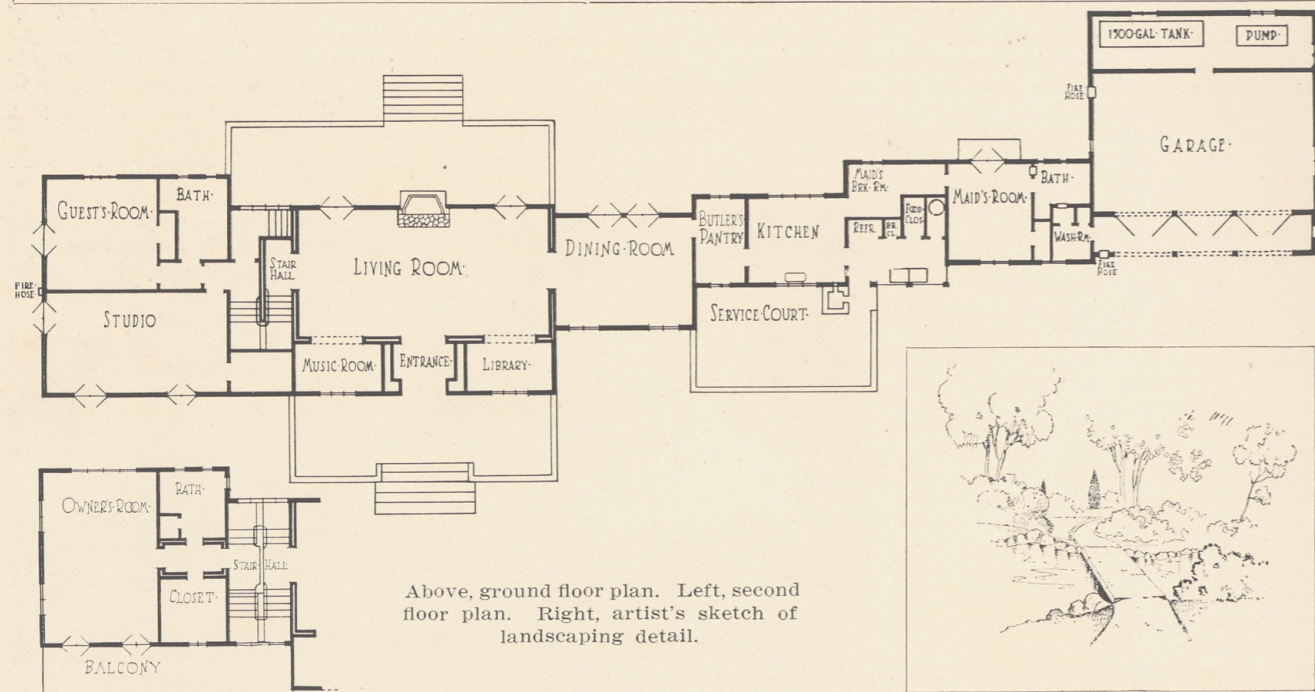 1500·GAL·TANK·
PUMP·
FIRE
HOSE
GARAGE·
GUEST'S·ROOM·
BATH·
STAIR
HALL
LIVING ROOM·
DINING·ROOM
BUTLER'S
PANTRY
KITCHEN
MAID'S
BRK·RM·
REFR.
BR.
CL.
FOOD
CLOS.
MAID'S·ROOM·
BATH·
WASH·RM·
FIRE
HOSE
FIRE·
HOSE
STUDIO
MUSIC·ROOM·
ENTRANCE·
LIBRARY·
SERVICE·COURT·
OWNER'S·ROOM·
BATH·
STAIR·HALL
CLOSET·
BALCONY
Above, ground floor plan. Left, second
floor plan. Right, artist's sketch of
landscaping detail.